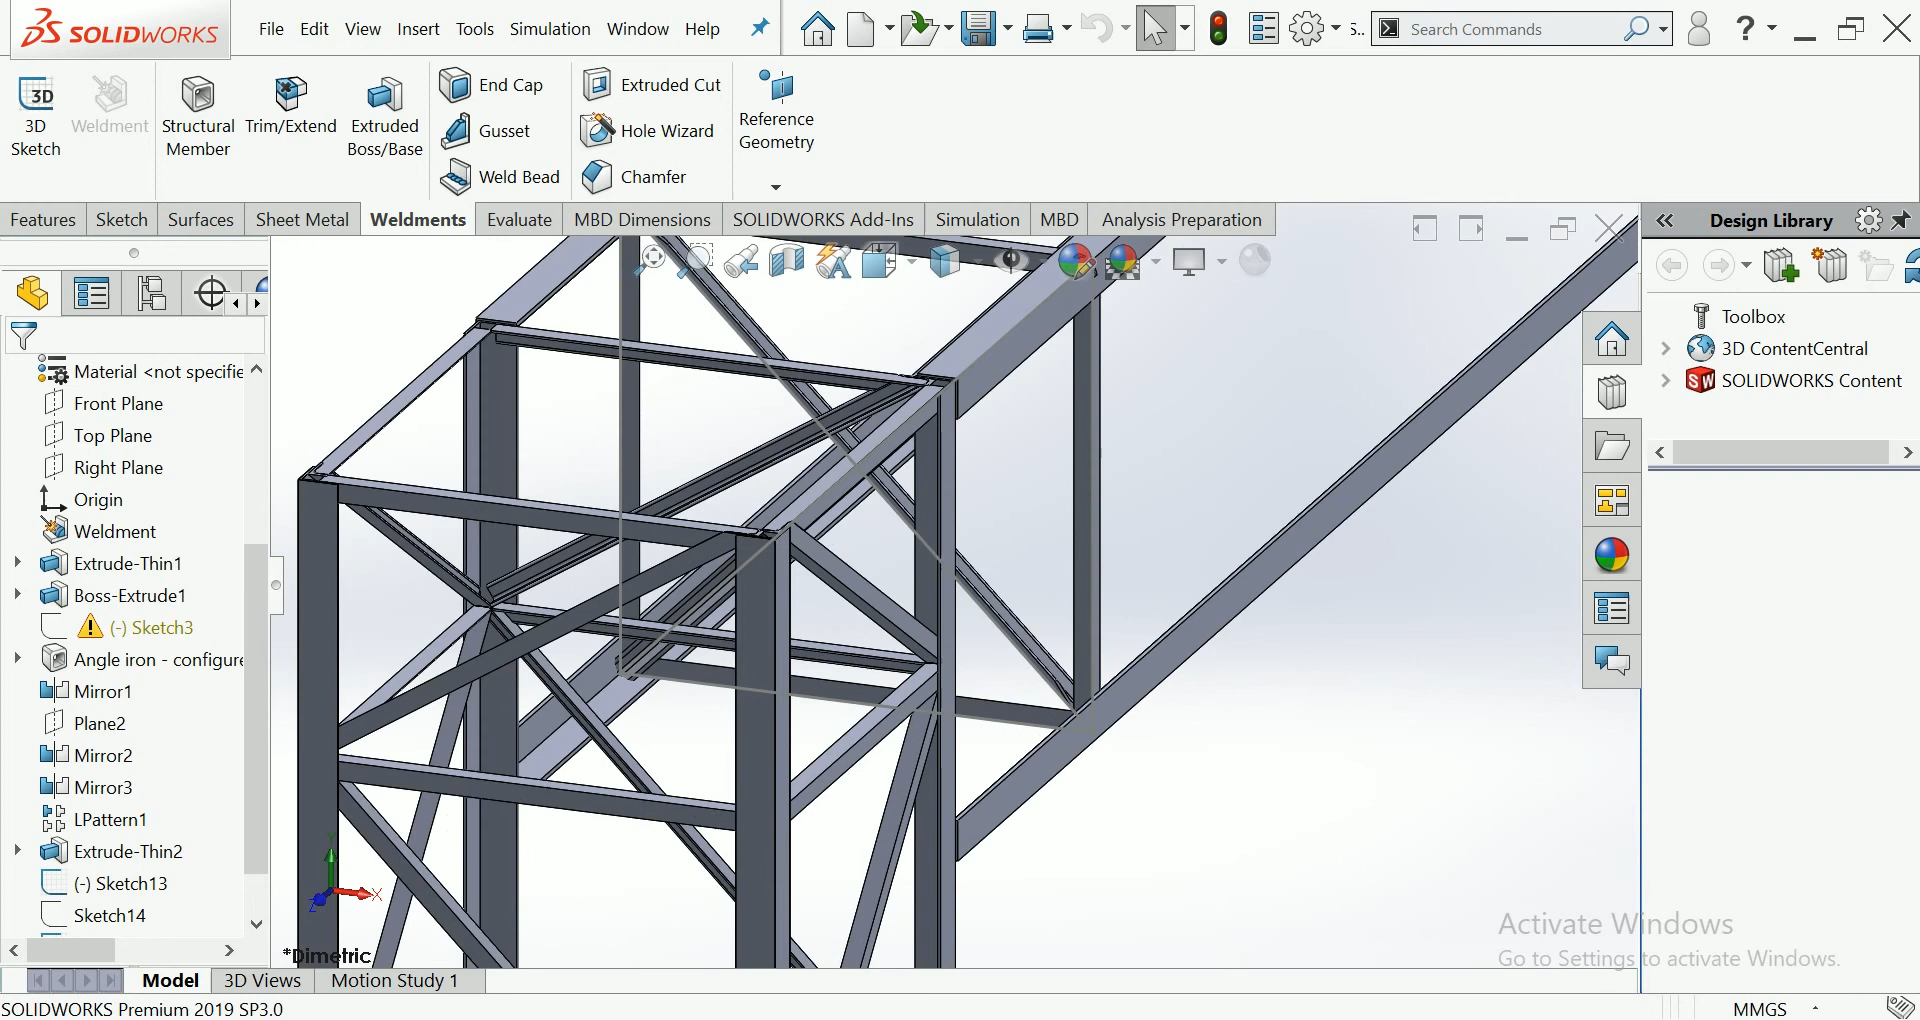 SOLIDWORKS
File Edit View Insert Tools Simulation Window Help
S..
Search Commands
3D Sketch
Weldment
Structural Member
Trim/Extend
Extruded Boss/Base
End Cap
Gusset
Weld Bead
Extruded Cut
Hole Wizard
Chamfer
Reference Geometry
Features Sketch Surfaces Sheet Metal Weldments Evaluate MBD Dimensions SOLIDWORKS Add-Ins Simulation MBD Analysis Preparation
Design Library
Toolbox
3D ContentCentral
SOLIDWORKS Content
Material <not specifie
Front Plane
Top Plane
Right Plane
Origin
Weldment
Extrude-Thin1
Boss-Extrude1
(-) Sketch3
Angle iron - configure
Mirror1
Plane2
Mirror2
Mirror3
LPattern1
Extrude-Thin2
(-) Sketch13
Sketch14
Y
X
Z
*Dimetric
Activate Windows
Go to Settings to activate Windows.
Model 3D Views Motion Study 1
SOLIDWORKS Premium 2019 SP3.0
MMGS